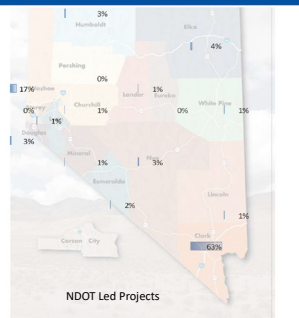 3%
Humboldt
Elko
4%
Pershing
0%
17% Washoe
Lander 1% Eureka
0% Storey
Churchill 1%
0% White Pine 1%
1%
Douglas
3%
Mineral
1%
Nye
3%
Esmeralda
2%
Lincoln
1%
Carson City
Clark
63%
NDOT Led Projects